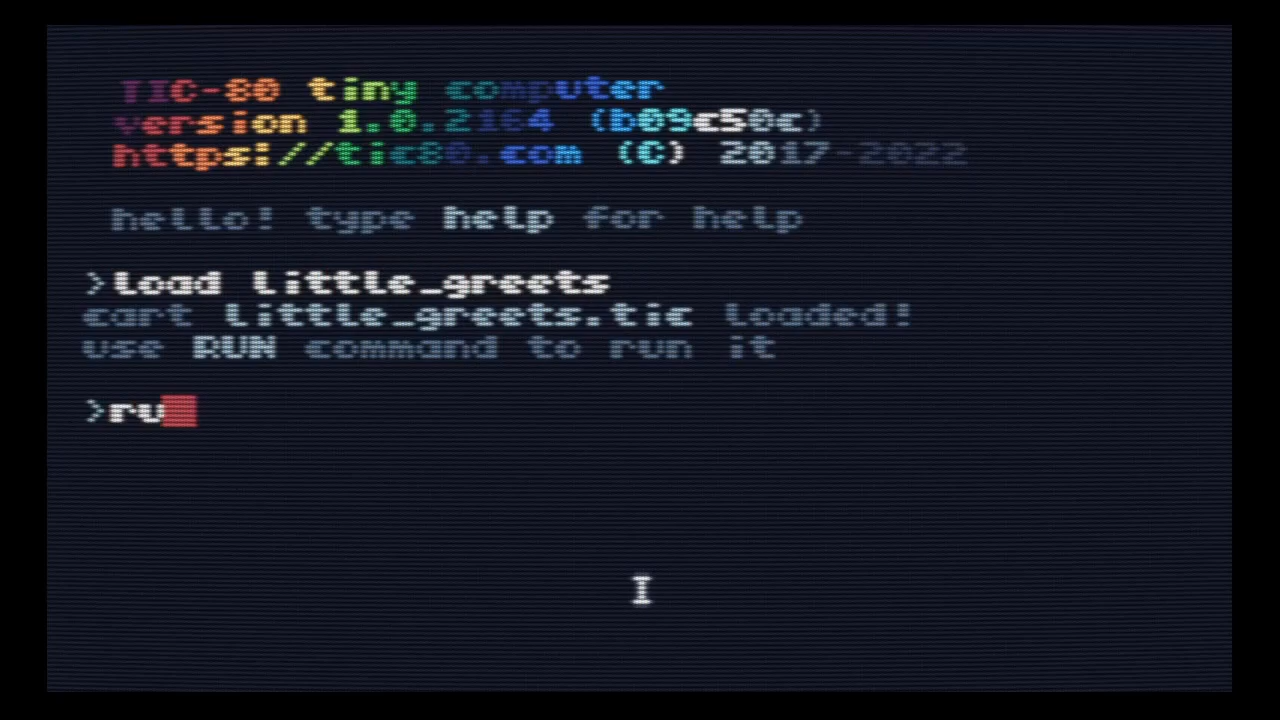 TIC-80 tiny computer
version 1.0.2164 (b09c50c)
https://tic80.com (C) 2017-2022
hello! type help for help
>load little_greets
cart little_greets.tic loaded!
use RUN command to run it
>ru